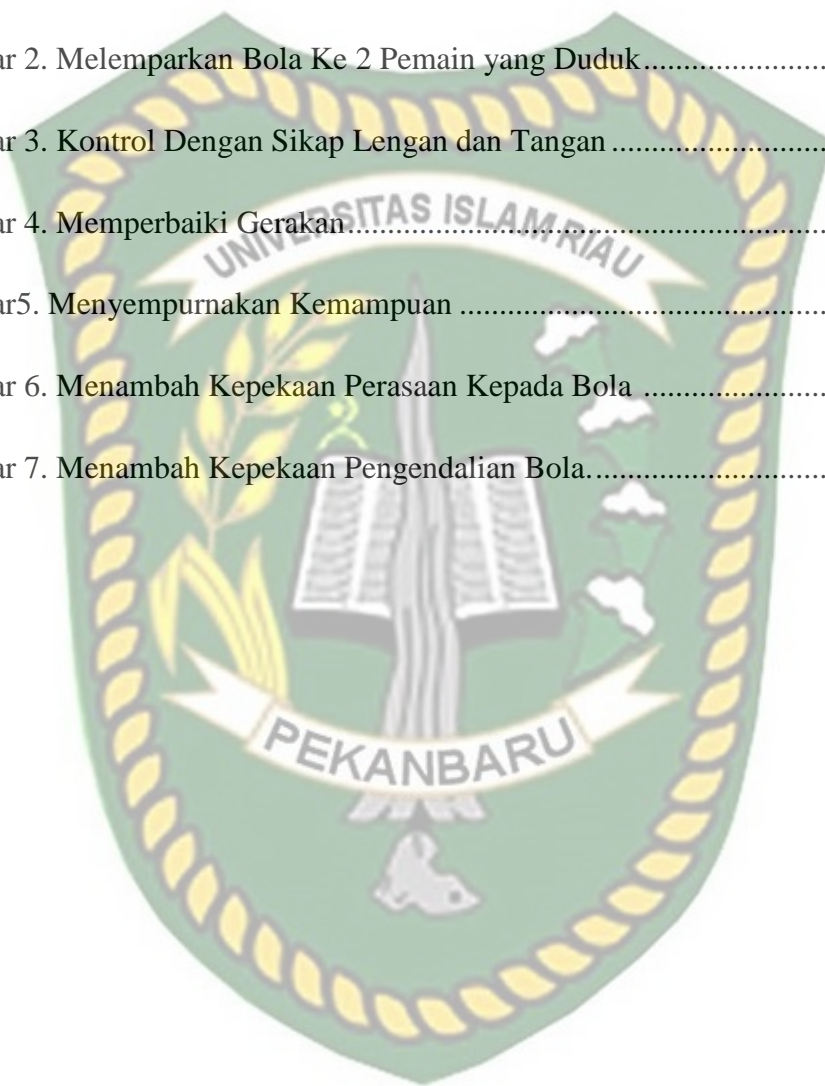 ar 2. Melemparkan Bola Ke 2 Pemain yang Duduk......................
ar 3. Kontrol Dengan Sikap Lengan dan Tangan..........................
UNIVERSITAS ISLAM RIAU
ar 4. Memperbaiki Gerakan..........................................................
ar5. Menyempurnakan Kemampuan.............................................
ar 6. Menambah Kepekaan Perasaan Kepada Bola....................
ar 7. Menambah Kepekaan Pengendalian Bola.............................
PEKANBARU